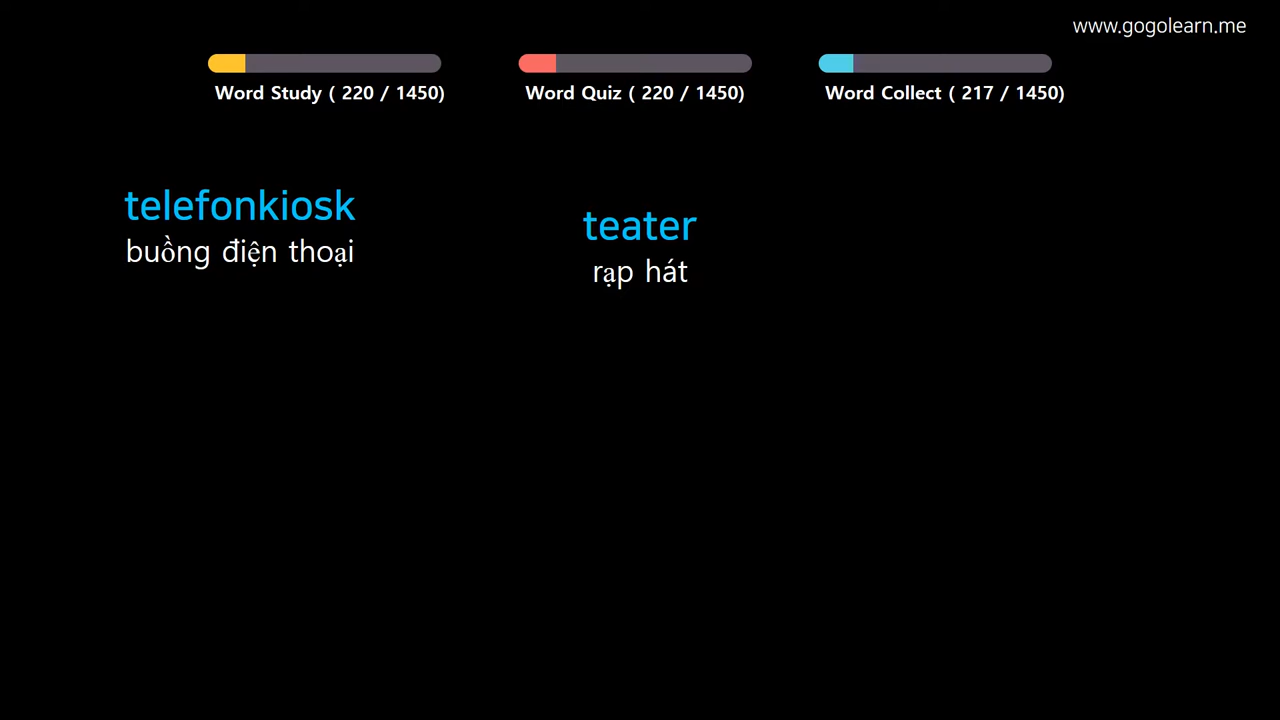 www.gogolearn.me
Word Study ( 220 / 1450)
Word Quiz ( 220 / 1450)
Word Collect ( 217 / 1450)
telefonkiosk
buồng điện thoại
teater
rạp hát